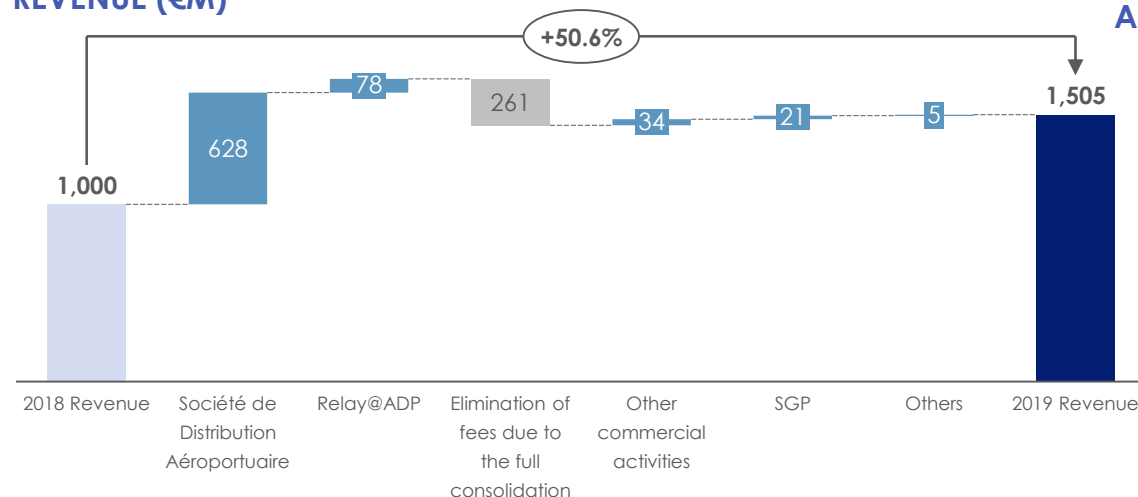 REVENUE (€M)
A
+50.6%
1,000
628
78
261
34
21
5
1,505
2018 Revenue
Société de
Distribution
Aéroportuaire
Relay@ADP
Elimination of
fees due to
the full
consolidation
Other
commercial
activities
SGP
Others
2019 Revenue